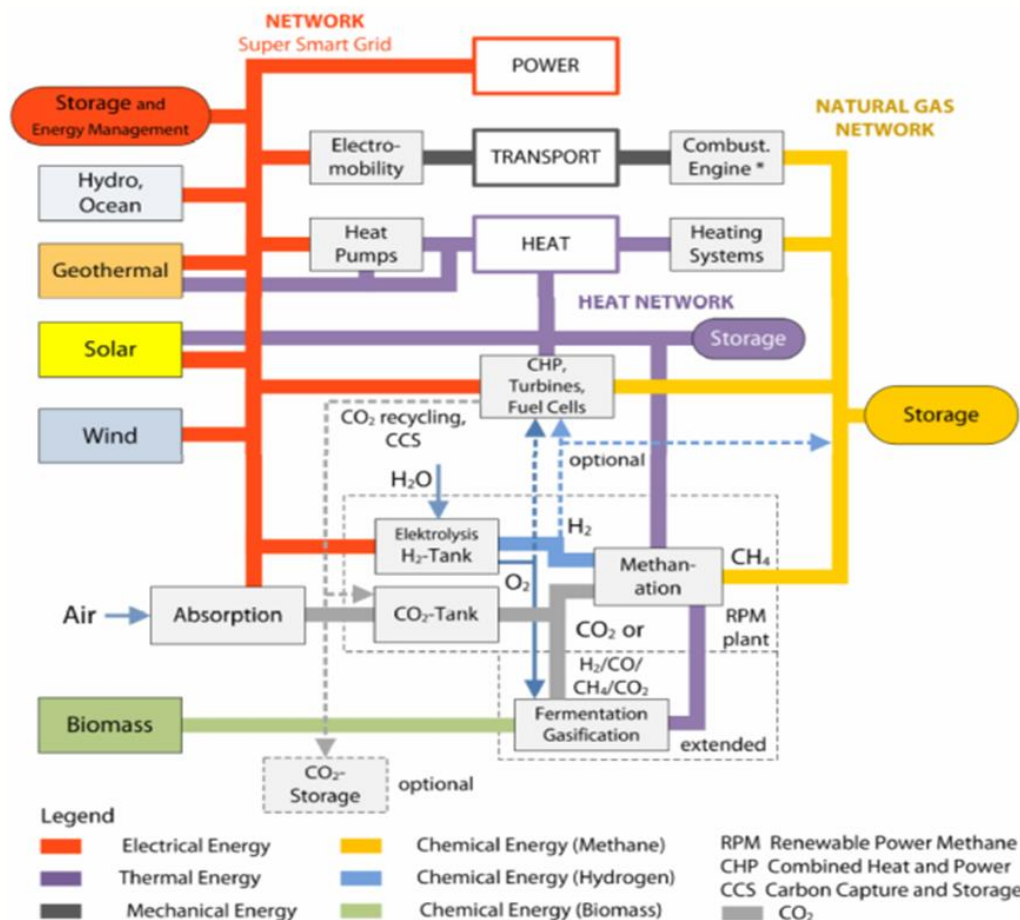 NETWORK
Super Smart Grid
POWER
Storage and
Energy Management
NATURAL GAS
NETWORK
Electro-
mobility
TRANSPORT
Combust.
Engine *
Hydro,
Ocean
Heat
Pumps
HEAT
Heating
Systems
Geothermal
HEAT NETWORK
Solar
Storage
CHP,
Turbines,
Fuel Cells
Storage
Wind
CO₂ recycling,
CCS
optional
H₂O
Elektrolysis
H₂-Tank
H₂
O₂
Methan-
ation
CH₄
Air
Absorption
CO₂-Tank
CO₂ or
RPM
plant
H₂/CO/
CH₄/CO₂
Biomass
Fermentation
Gasification
extended
CO₂-
Storage
optional
Legend
Electrical Energy
Thermal Energy
Mechanical Energy
Chemical Energy (Methane)
Chemical Energy (Hydrogen)
Chemical Energy (Biomass)
RPM Renewable Power Methane
CHP Combined Heat and Power
CCS Carbon Capture and Storage
CO₂